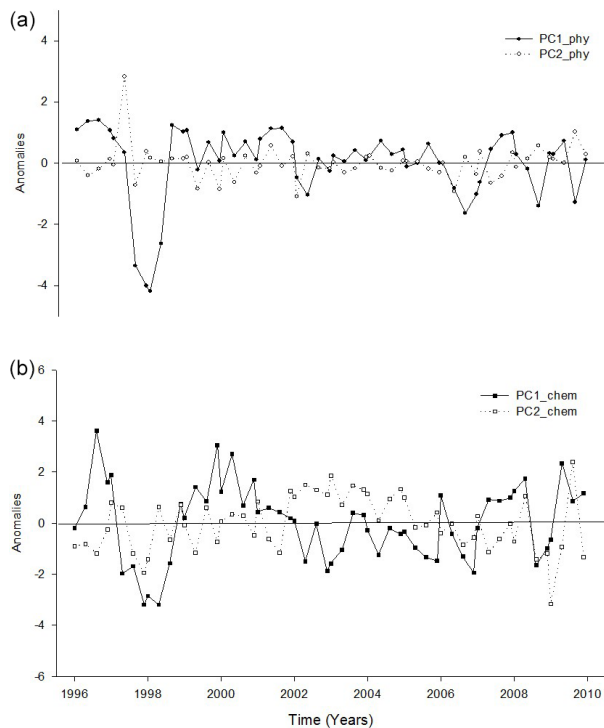 (a)
4
2
0
-2
-4
Anomalies
PC1_phy
PC2_phy
(b)
6
4
2
0
-2
-4
-6
Anomalies
PC1_chem
PC2_chem
1996 1998 2000 2002 2004 2006 2008 2010
Time (Years)